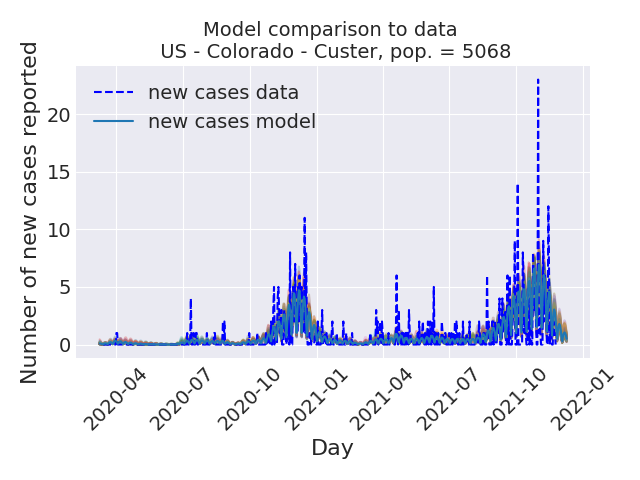 Model comparison to data
US - Colorado - Custer, pop. = 5068
new cases data
new cases model
Number of new cases reported
20
15
10
5
0
2020-04
2020-07
2020-10
2021-01
2021-04
2021-07
2021-10
2022-01
Day